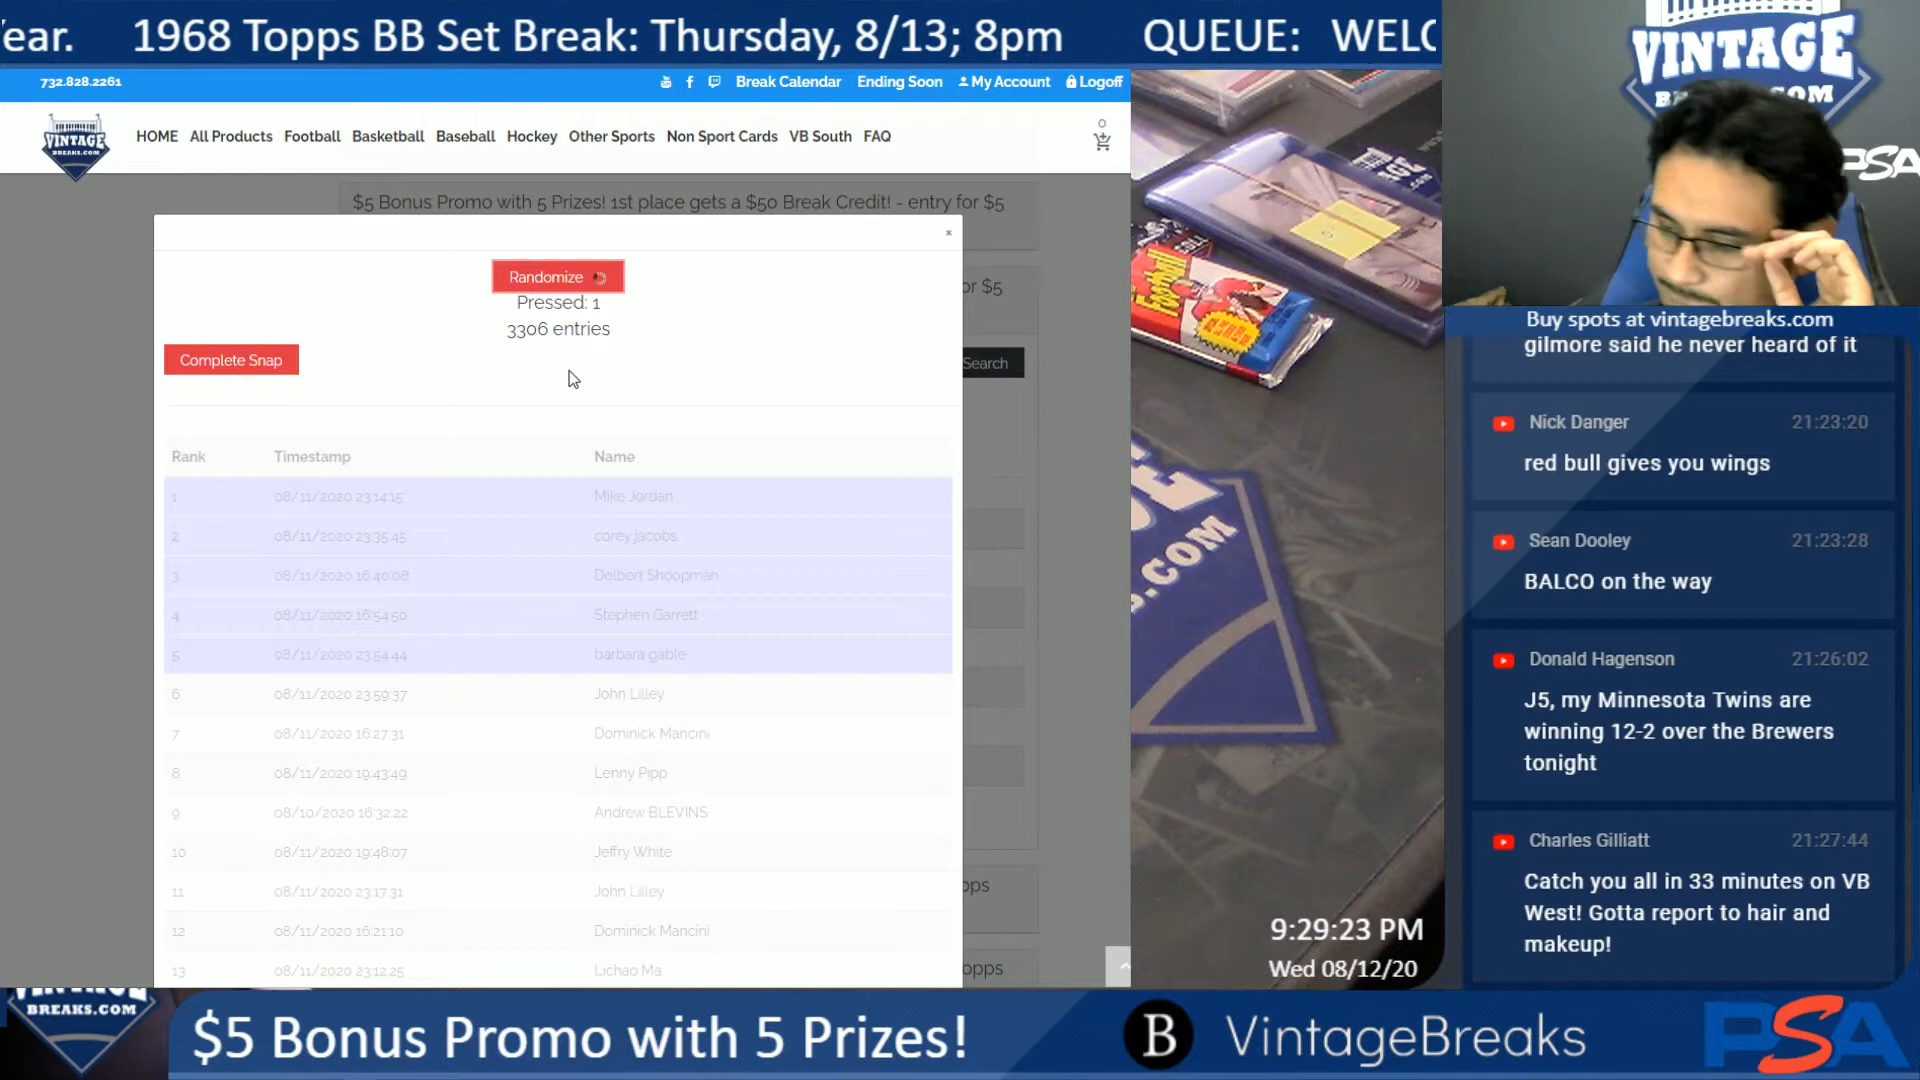 ear. 1968 Topps BB Set Break: Thursday, 8/13; 8pm QUEUE: WELC
732.828.2261 Break Calendar Ending Soon My Account Logoff
VINTAGE BREAKS.COM HOME All Products Football Basketball Baseball Hockey Other Sports Non Sport Cards VB South FAQ 0
$5 Bonus Promo with 5 Prizes! 1st place gets a $50 Break Credit! - entry for $5
×
or $5
Randomize
Pressed: 1
3306 entries
Complete Snap
Search
Rank Timestamp Name
1 08/11/2020 23:14:15 Mike Jordan
2 08/11/2020 23:35:45 corey jacobs
3 08/11/2020 16:40:08 Delbert Shoopman
4 08/11/2020 16:54:50 Stephen Garrett
5 08/11/2020 23:54:44 barbara gable
6 08/11/2020 23:59:37 John Lilley
7 08/11/2020 16:27:31 Dominick Mancini
8 08/11/2020 19:43:49 Lenny Pipp
9 08/10/2020 16:32:22 Andrew BLEVINS
10 08/11/2020 19:48:07 Jeffry White
11 08/11/2020 23:17:31 John Lilley
12 08/11/2020 16:21:10 Dominick Mancini
13 08/11/2020 23:12:25 Lichao Ma
opps
opps
VINTAGE
COM
PSA
Football
S.COM
9:29:23 PM
Wed 08/12/20
Buy spots at vintagebreaks.com
gilmore said he never heard of it
Nick Danger 21:23:20
red bull gives you wings
Sean Dooley 21:23:28
BALCO on the way
Donald Hagenson 21:26:02
J5, my Minnesota Twins are
winning 12-2 over the Brewers
tonight
Charles Gilliatt 21:27:44
Catch you all in 33 minutes on VB
West! Gotta report to hair and
makeup!
BREAKS.COM
$5 Bonus Promo with 5 Prizes!
B VintageBreaks
PSA